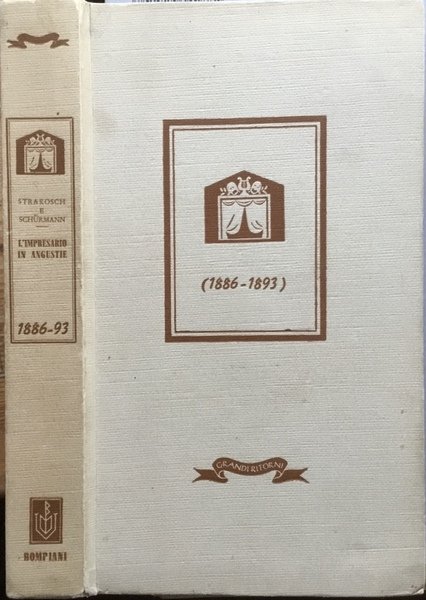 STRAKOSCH
E
SCHÜRMANN
L'IMPRESARIO
IN ANGUSTIE
1886-93
BOMPIANI
(1886-1893)
GRANDI RITORNI